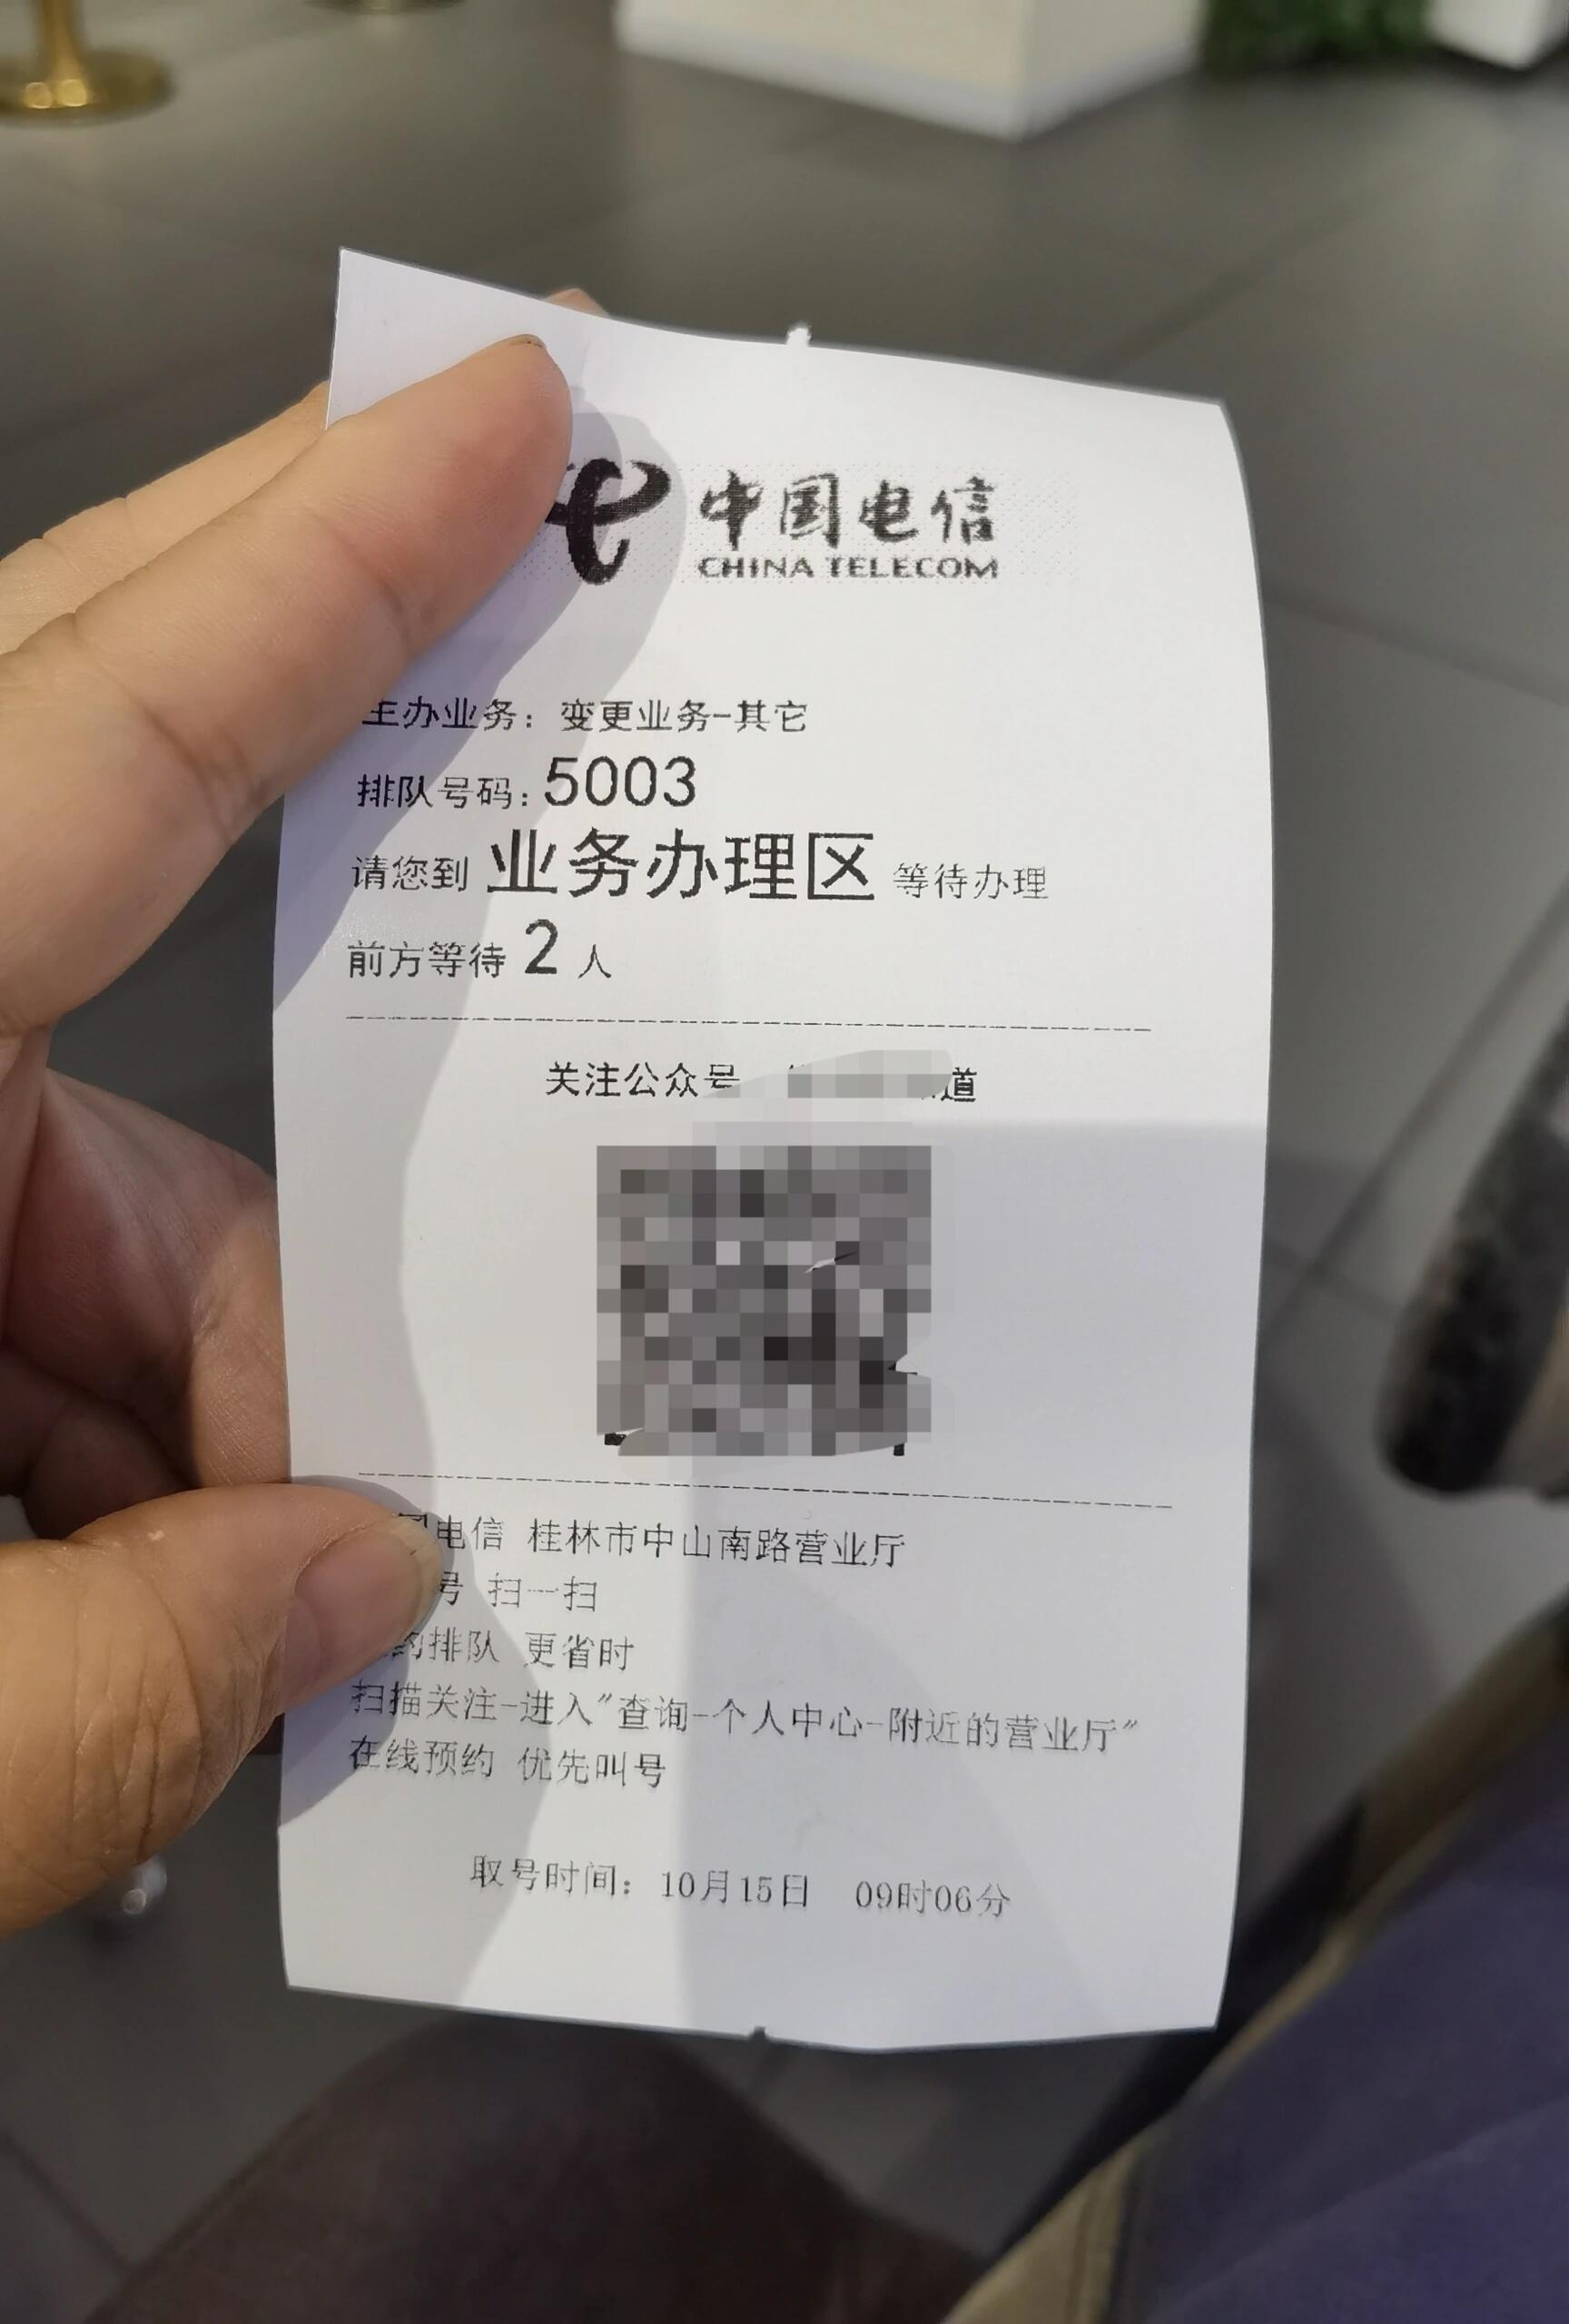 中国电信
CHINA TELECOM
主办业务：变更业务-其它
排队号码：5003
请您到 业务办理区 等待办理
前方等待 2 人
关注公众号 道
电信 桂林市中山南路营业厅
号 扫一扫
约排队 更省时
扫描关注-进入"查询-个人中心-附近的营业厅"
在线预约 优先叫号
取号时间：10月15日 09时06分